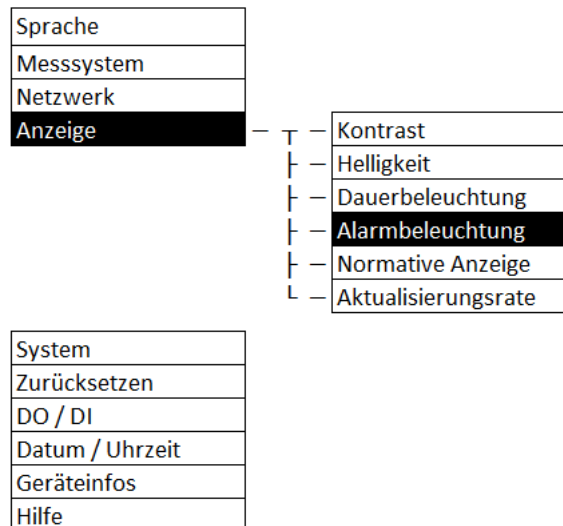 Sprache
Messsystem
Netzwerk
Anzeige
Kontrast
Helligkeit
Dauerbeleuchtung
Alarmbeleuchtung
Normative Anzeige
Aktualisierungsrate
System
Zurücksetzen
DO / DI
Datum / Uhrzeit
Geräteinfos
Hilfe